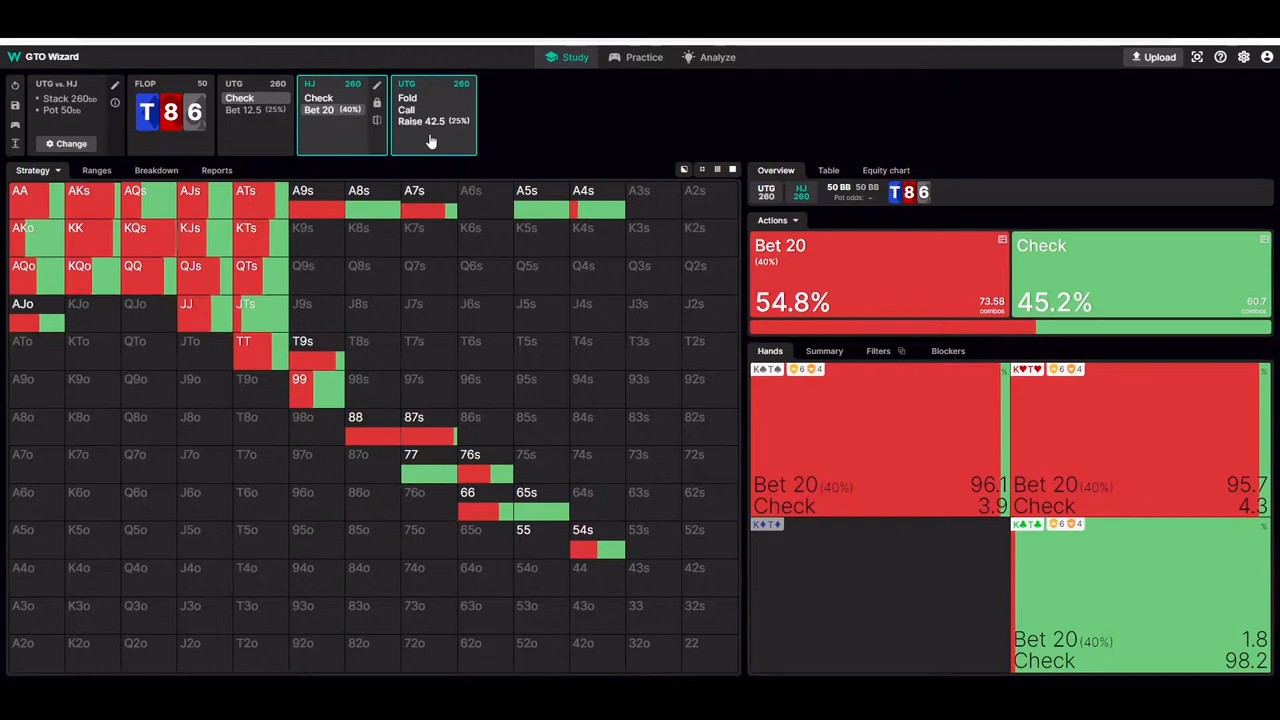 GTO Wizard
Study
Practice
Analyze
Upload
UTG vs. HJ
• Stack 260bb
• Pot 50bb
Change
FLOP 50
T 8 6
UTG 260
Check
Bet 12.5 (25%)
HJ 260
Check
Bet 20 (40%)
UTG 260
Fold
Call
Raise 42.5 (25%)
Strategy Ranges Breakdown Reports
AA AKs AQs AJs ATs A9s A8s A7s A6s A5s A4s A3s A2s
AKo KK KQs KJs KTs K9s K8s K7s K6s K5s K4s K3s K2s
AQo KQo QQ QJs QTs Q9s Q8s Q7s Q6s Q5s Q4s Q3s Q2s
AJo KJo QJo JJ JTs J9s J8s J7s J6s J5s J4s J3s J2s
ATo KTo QTo JTo TT T9s T8s T7s T6s T5s T4s T3s T2s
A9o K9o Q9o J9o T9o 99 98s 97s 96s 95s 94s 93s 92s
A8o K8o Q8o J8o T8o 98o 88 87s 86s 85s 84s 83s 82s
A7o K7o Q7o J7o T7o 97o 87o 77 76s 75s 74s 73s 72s
A6o K6o Q6o J6o T6o 96o 86o 76o 66 65s 64s 63s 62s
A5o K5o Q5o J5o T5o 95o 85o 75o 65o 55 54s 53s 52s
A4o K4o Q4o J4o T4o 94o 84o 74o 64o 54o 44 43s 42s
A3o K3o Q3o J3o T3o 93o 83o 73o 63o 53o 43o 33 32s
A2o K2o Q2o J2o T2o 92o 82o 72o 62o 52o 42o 32o 22
Overview Table Equity chart
UTG 260
HJ 260
50 BB 50 BB
Pot odds: -
T 8 6
Actions
Bet 20
(40%)
54.8%
73.58
combos
Check
45.2%
60.7
combos
Hands Summary Filters Blockers
K♠T♠ 6 4 %
Bet 20 (40%) 96.1
Check 3.9
K♥T♥ 6 4 %
Bet 20 (40%) 95.7
Check 4.3
K♦T♦
K♣T♣ 6 4 %
Bet 20 (40%) 1.8
Check 98.2